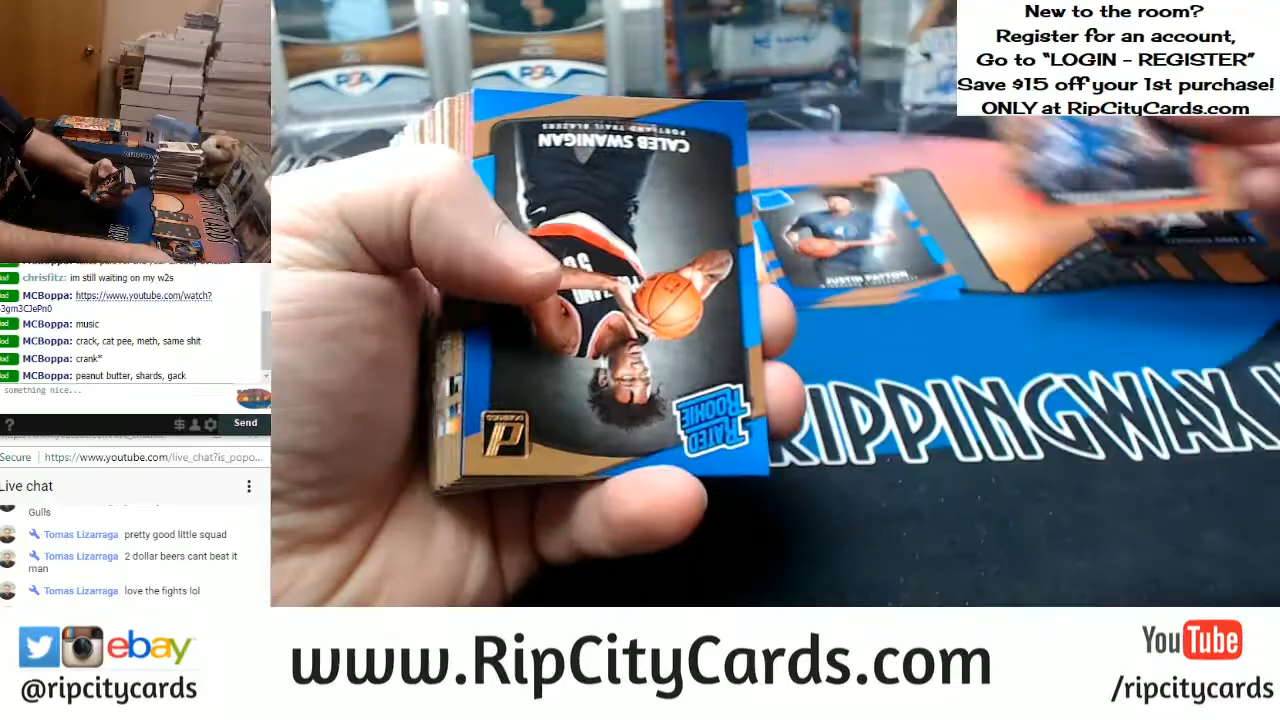 New to the room?
Register for an account,
Go to "LOGIN - REGISTER"
Save $15 off your 1st purchase!
ONLY at RipCityCards.com
PSA
PSA
CALEB SWANIGAN
PORTLAND TRAIL BLAZERS
RATED
ROOKIE
JUSTIN PATTON
RIPPINGWAX
chrisfitz: im still waiting on my w2s
MCBoppa: https://www.youtube.com/watch?
3gm3CJePn0
MCBoppa: music
MCBoppa: crack, cat pee, meth, same shit
MCBoppa: crank*
MCBoppa: peanut butter, shards, gack
something nice...
Send
Secure
https://www.youtube.com/live_chat?is_popo...
Live chat
Gulls
Tomas Lizarraga pretty good little squad
Tomas Lizarraga 2 dollar beers cant beat it
man
Tomas Lizarraga love the fights lol
ebay
@ripcitycards
www.RipCityCards.com
YouTube
/ripcitycards